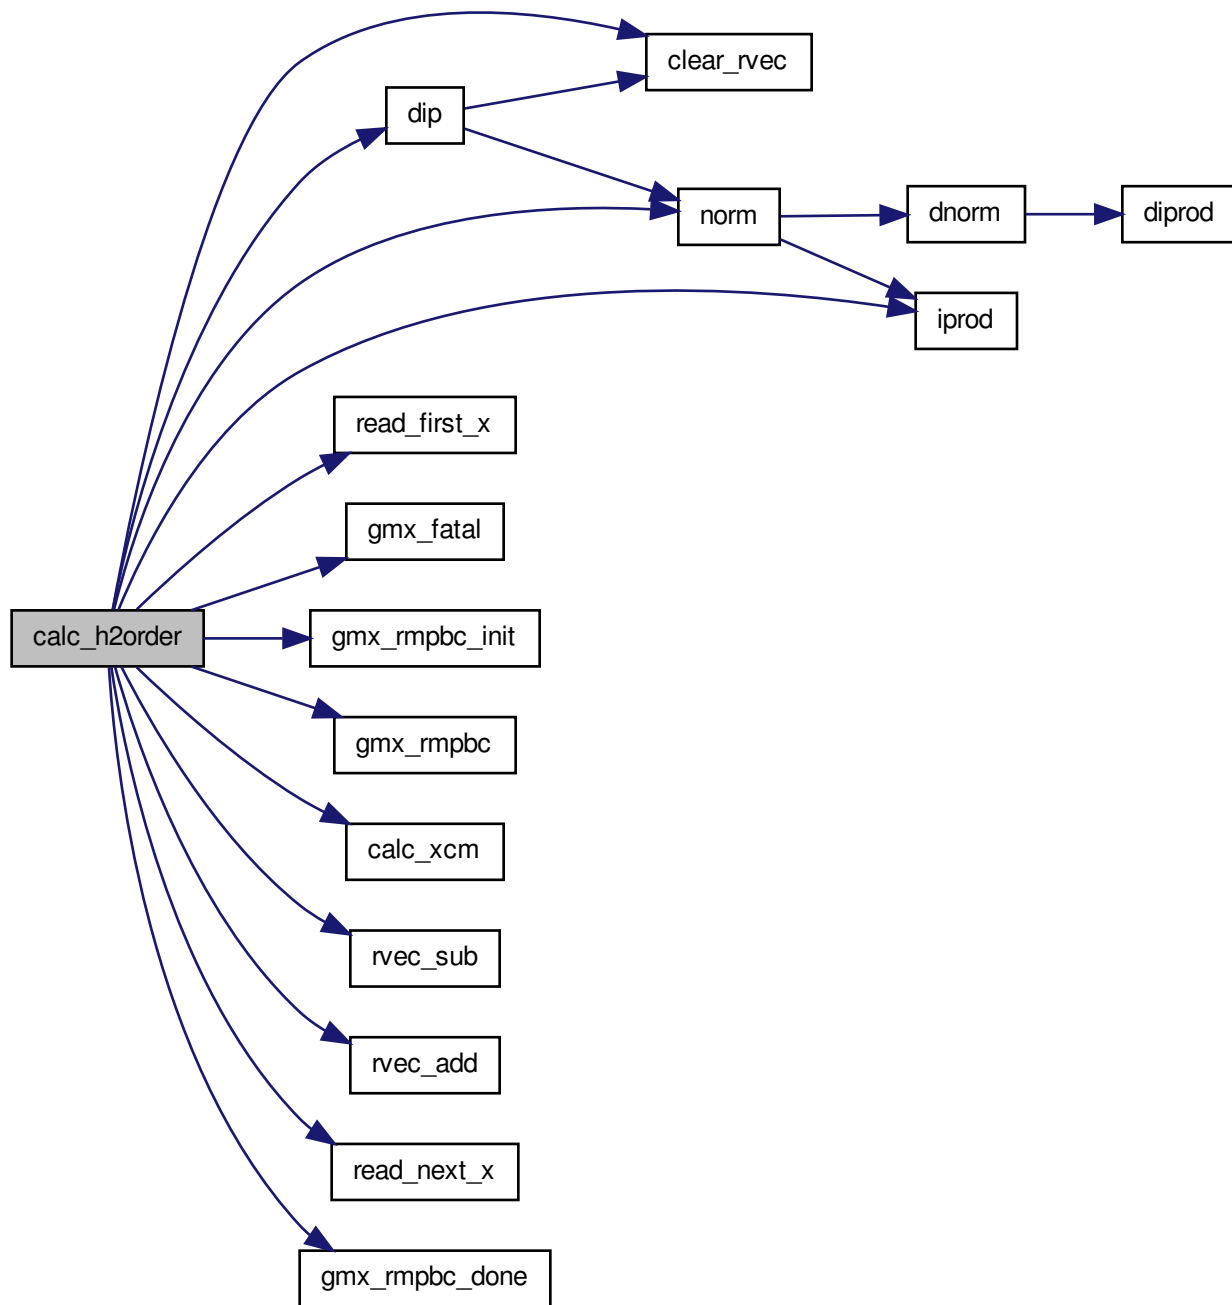 clear_rvec
dip
norm
dnorm
diprod
iprod
read_first_x
gmx_fatal
calc_h2order
gmx_rmpbc_init
gmx_rmpbc
calc_xcm
rvec_sub
rvec_add
read_next_x
gmx_rmpbc_done